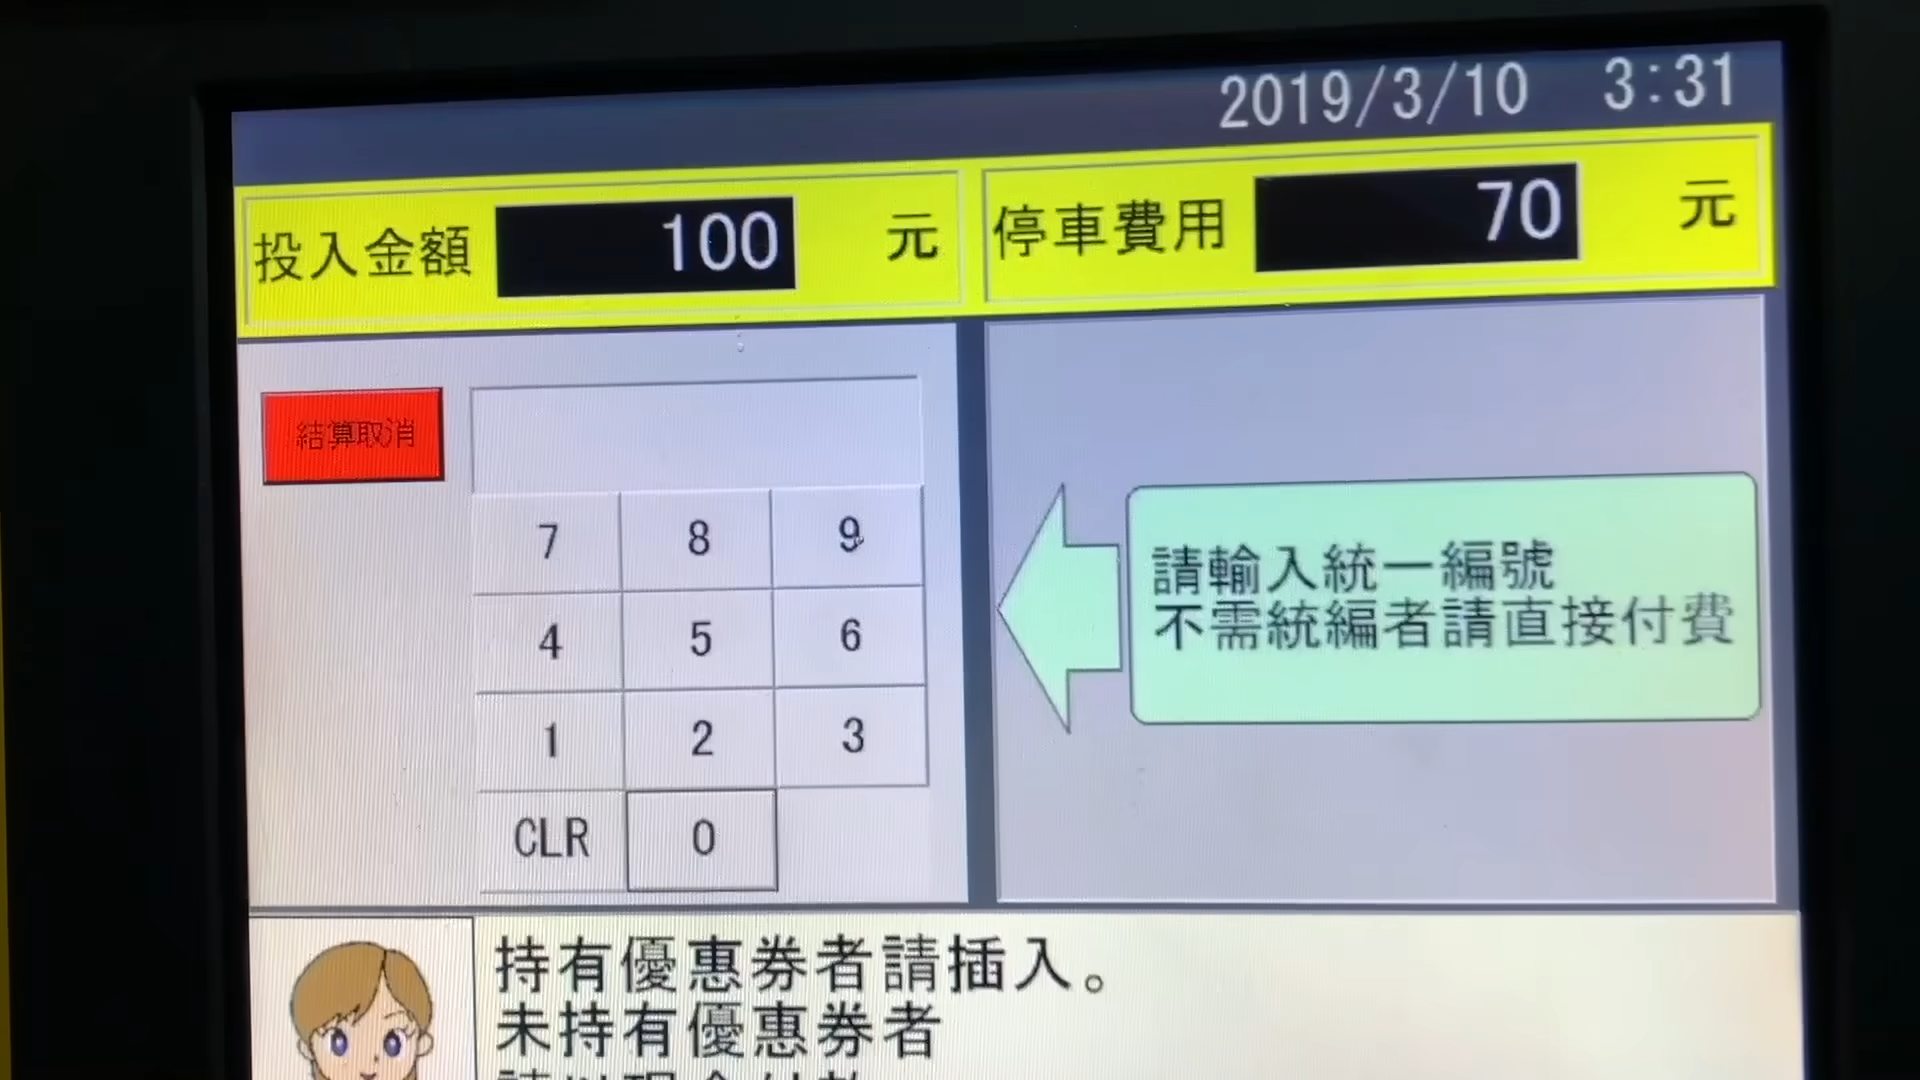 2019/3/10 3:31
投入金額 100 元
停車費用 70 元
結算取消
7 8 9
4 5 6
1 2 3
CLR 0
請輸入統一編號
不需統編者請直接付費
持有優惠券者請插入。
未持有優惠券者